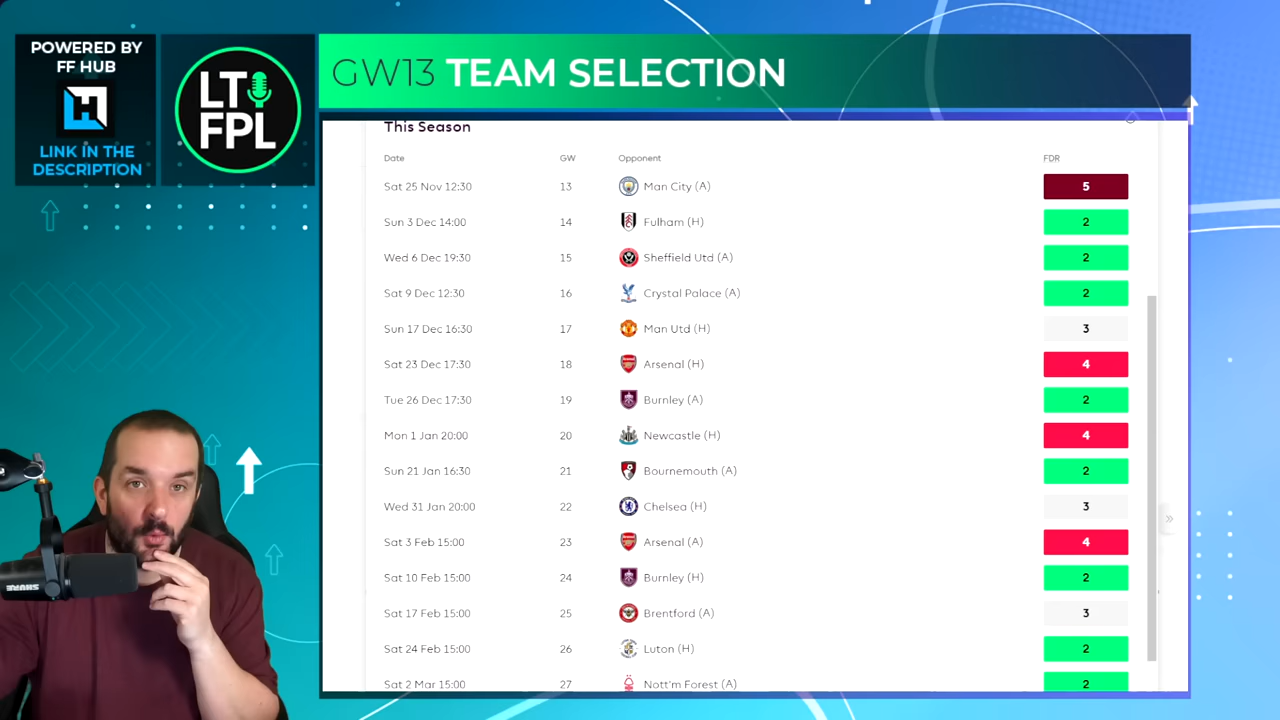 POWERED BY
FF HUB
LINK IN THE
DESCRIPTION
LT
FPL
GW13 TEAM SELECTION
This Season
Date GW Opponent FDR
Sat 25 Nov 12:30 13 Man City (A) 5
Sun 3 Dec 14:00 14 Fulham (H) 2
Wed 6 Dec 19:30 15 Sheffield Utd (A) 2
Sat 9 Dec 12:30 16 Crystal Palace (A) 2
Sun 17 Dec 16:30 17 Man Utd (H) 3
Sat 23 Dec 17:30 18 Arsenal (H) 4
Tue 26 Dec 17:30 19 Burnley (A) 2
Mon 1 Jan 20:00 20 Newcastle (H) 4
Sun 21 Jan 16:30 21 Bournemouth (A) 2
Wed 31 Jan 20:00 22 Chelsea (H) 3
Sat 3 Feb 15:00 23 Arsenal (A) 4
Sat 10 Feb 15:00 24 Burnley (H) 2
Sat 17 Feb 15:00 25 Brentford (A) 3
Sat 24 Feb 15:00 26 Luton (H) 2
Sat 2 Mar 15:00 27 Nott'm Forest (A) 2
SHURE